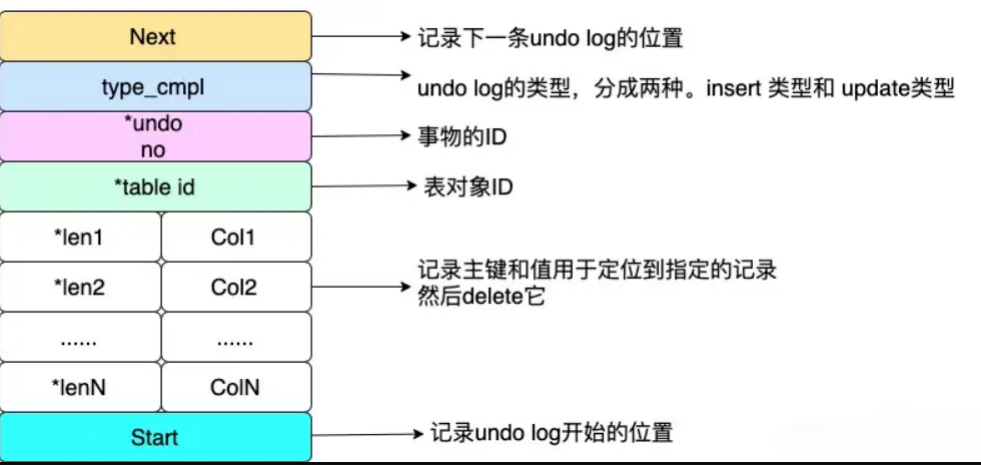 Next
记录下一条undo log的位置
type_cmpl
undo log的类型，分成两种。insert 类型和 update类型
*undo
no
事物的ID
*table id
表对象ID
*len1 Col1
*len2 Col2
记录主键和值用于定位到指定的记录
然后delete它
...... ......
*lenN ColN
Start
记录undo log开始的位置